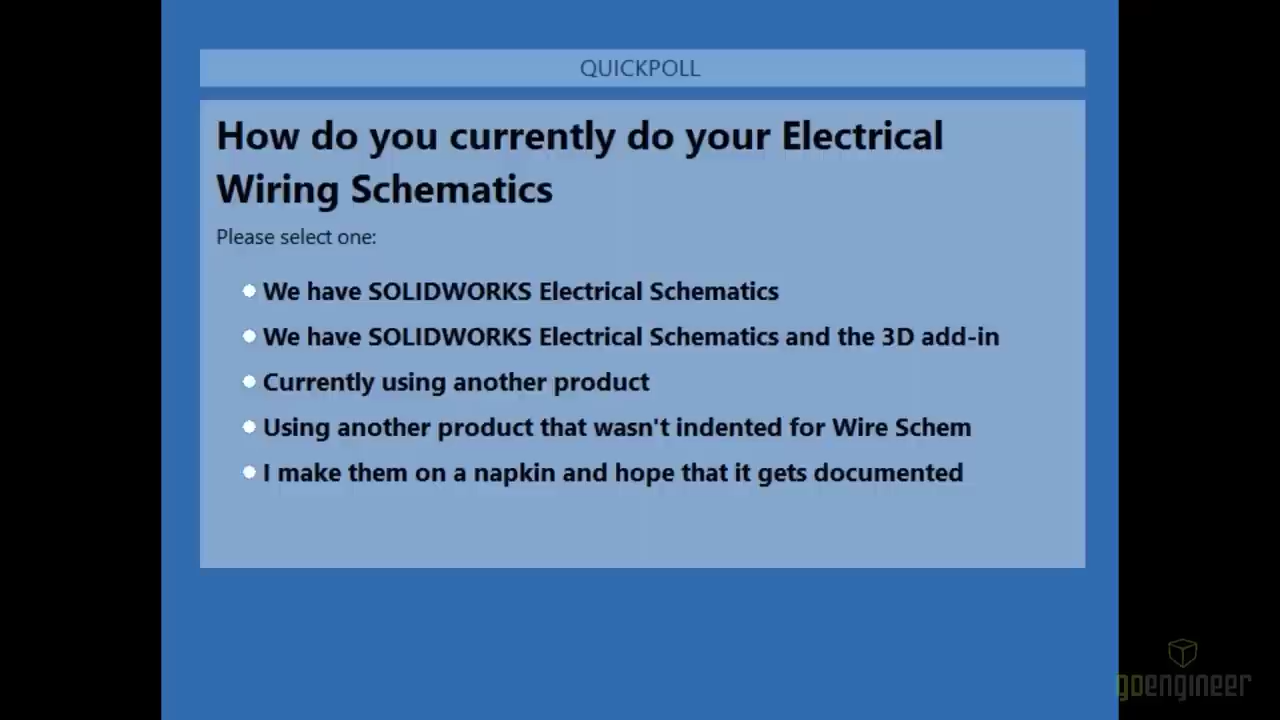 QUICKPOLL
How do you currently do your Electrical
Wiring Schematics
Please select one:
We have SOLIDWORKS Electrical Schematics
We have SOLIDWORKS Electrical Schematics and the 3D add-in
Currently using another product
Using another product that wasn't indented for Wire Schem
I make them on a napkin and hope that it gets documented
goengineer